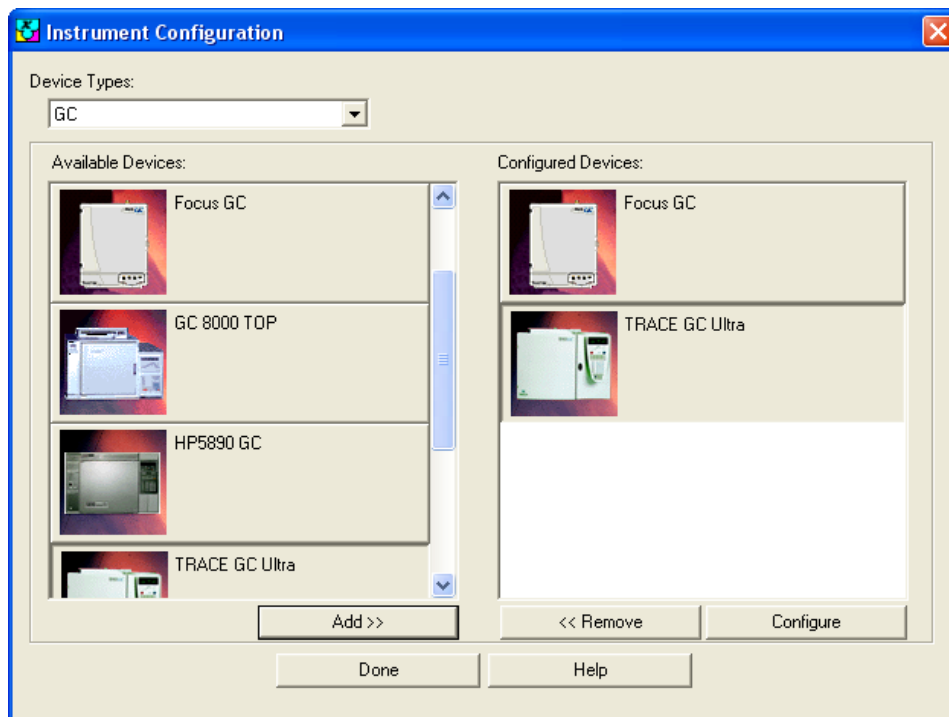 Instrument Configuration
Device Types:
GC
Available Devices:
Focus GC
GC 8000 TOP
HP5890 GC
TRACE GC Ultra
Add >>
Configured Devices:
Focus GC
TRACE GC Ultra
<< Remove
Configure
Done
Help